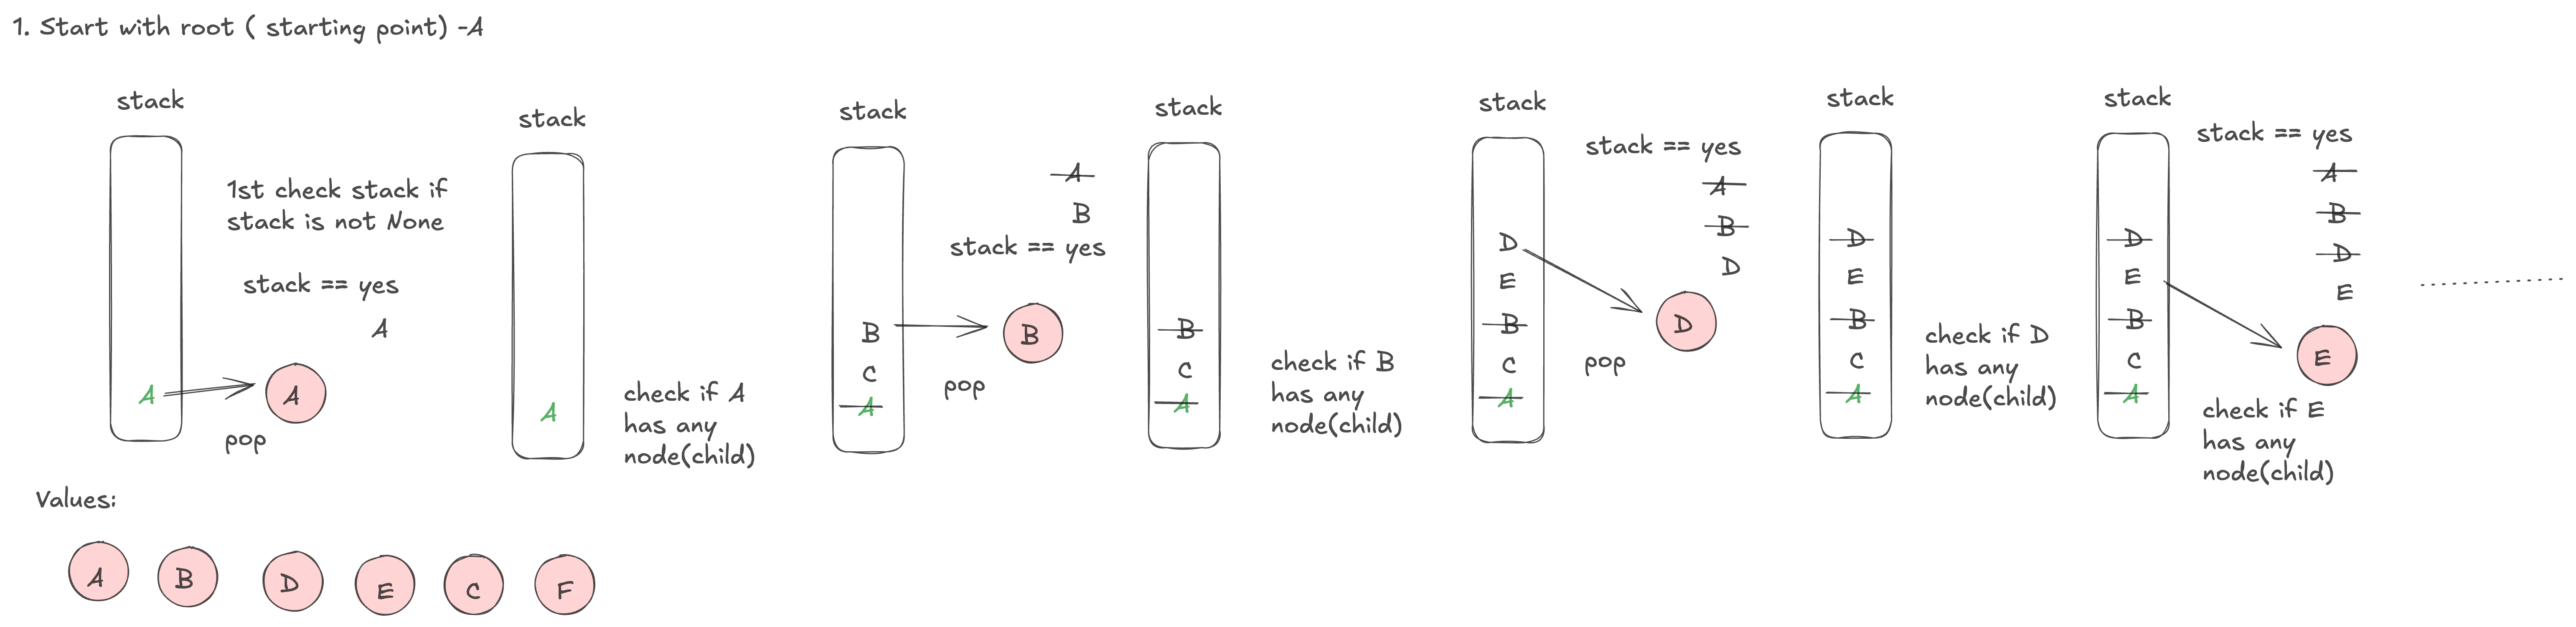 1. Start with root ( starting point) -A
stack
1st check stack if
stack is not None
stack == yes
A
A
A
pop
stack
A
check if A
has any
node(child)
stack
B
C
A
A
B
stack == yes
B
pop
stack
B
C
A
check if B
has any
node(child)
stack
D
E
B
C
A
stack == yes
A
B
D
D
pop
stack
D
E
B
C
A
check if D
has any
node(child)
stack
D
E
B
C
A
stack == yes
A
B
D
E
E
check if E
has any
node(child)
Values:
A B D E C F